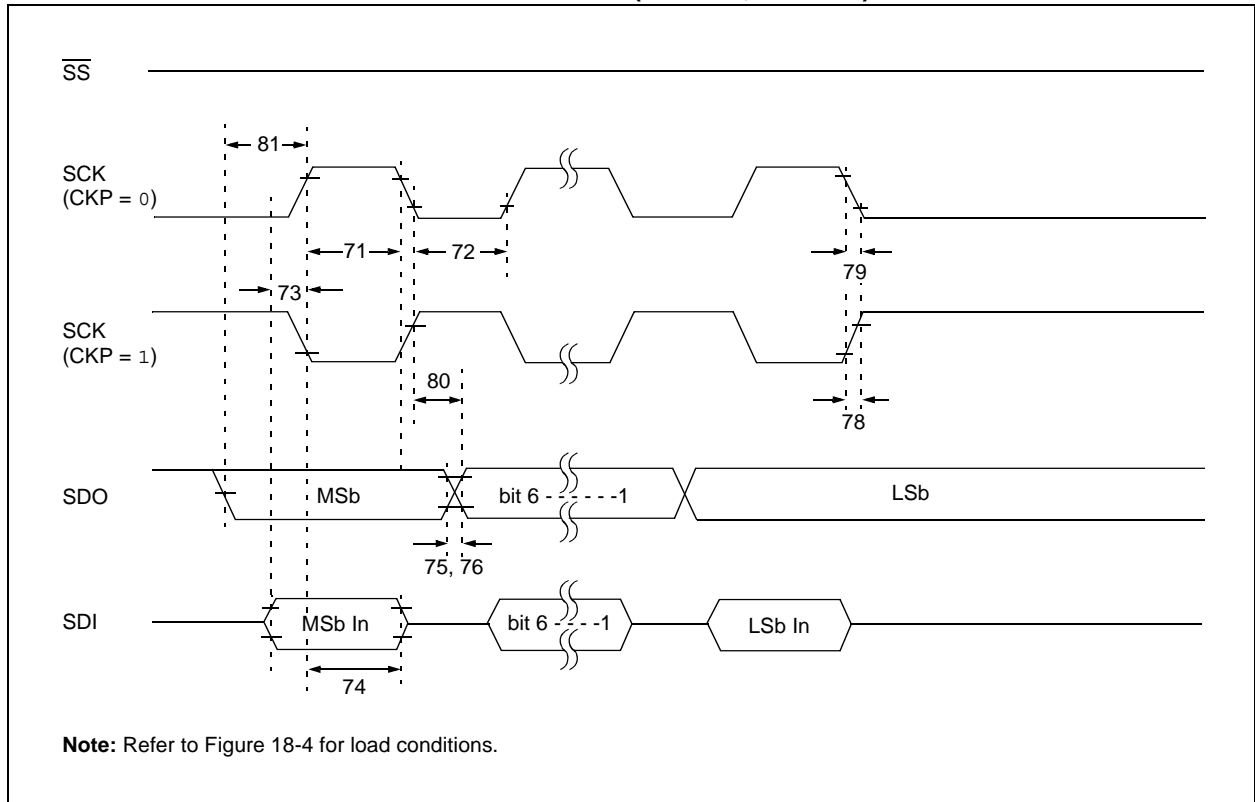 SS
81
SCK
(CKP = 0)
71
72
79
73
SCK
(CKP = 1)
80
78
SDO
MSb
bit 6 - - - - - -1
LSb
75, 76
SDI
MSb In
bit 6 - - - -1
LSb In
74
Note: Refer to Figure 18-4 for load conditions.